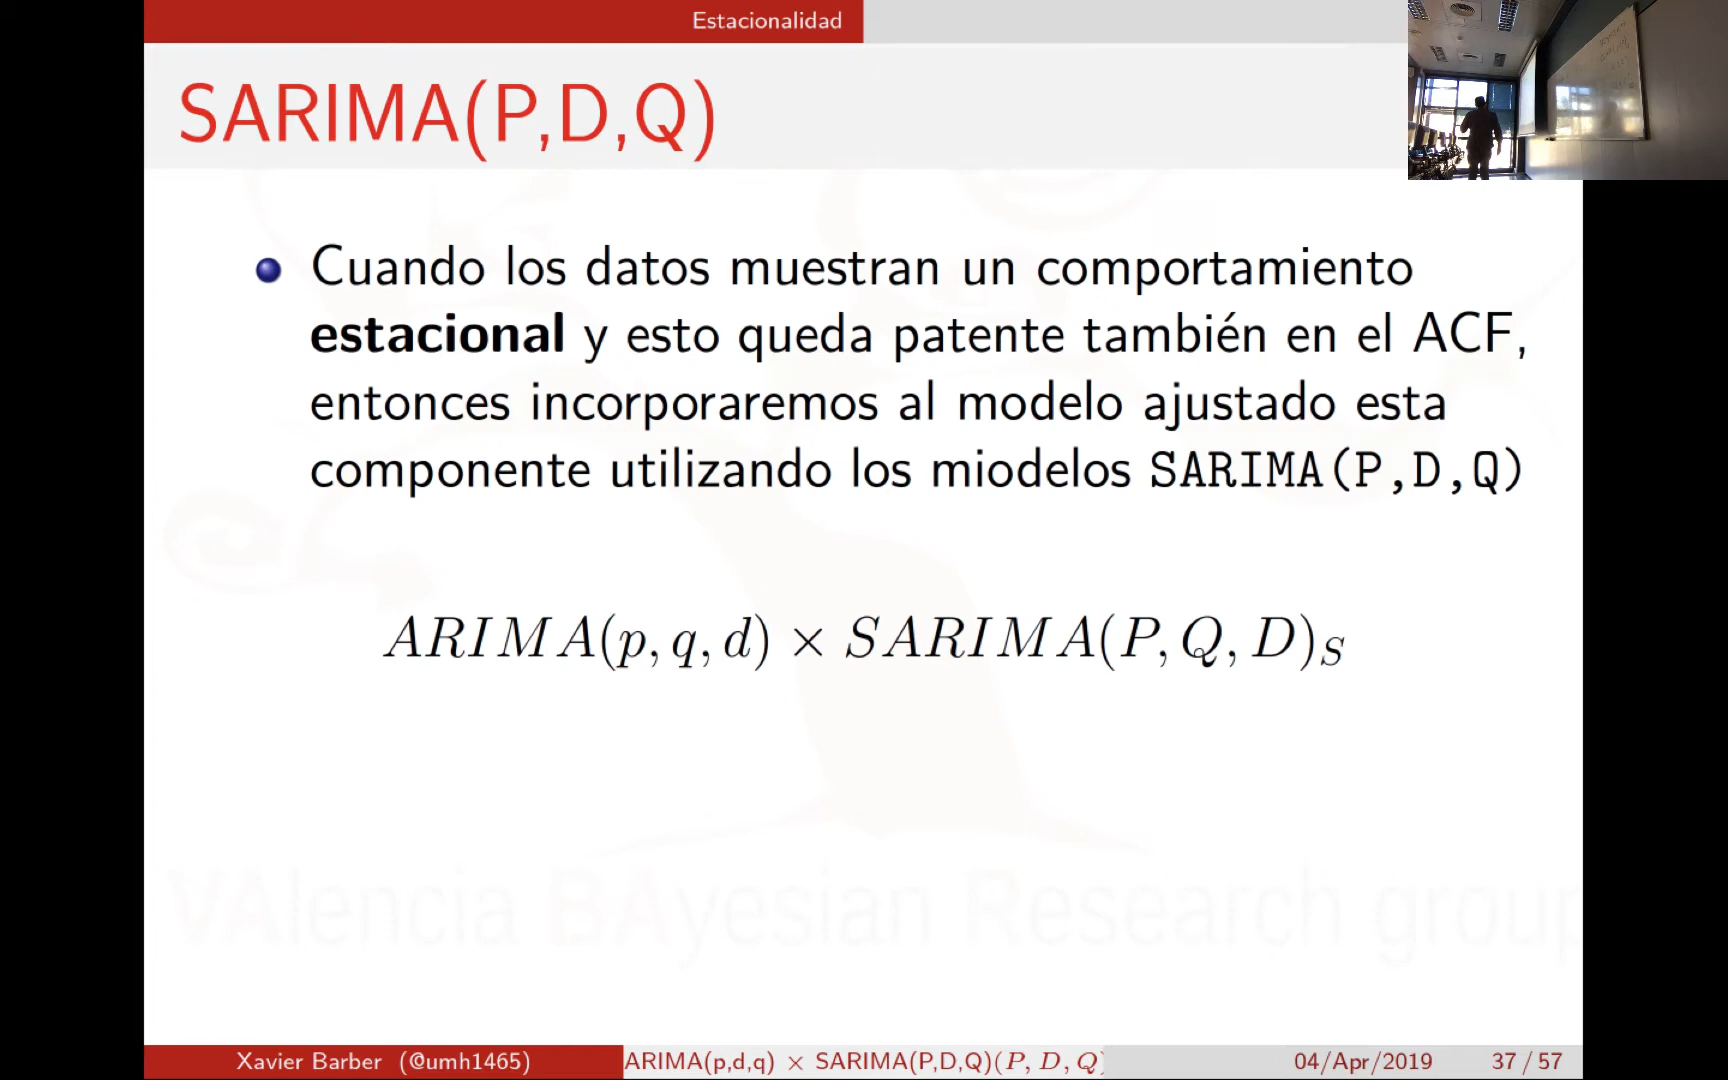 Estacionalidad
SARIMA(P,D,Q)
Cuando los datos muestran un comportamiento
estacional y esto queda patente también en el ACF,
entonces incorporaremos al modelo ajustado esta
componente utilizando los miodelos SARIMA(P,D,Q)
ARIMA(p, q, d) × SARIMA(P, Q, D)S
VAlencia BAyesian Research group
Xavier Barber (@umh1465)
ARIMA(p,d,q) × SARIMA(P,D,Q)(P, D, Q)
04/Apr/2019
37 / 57